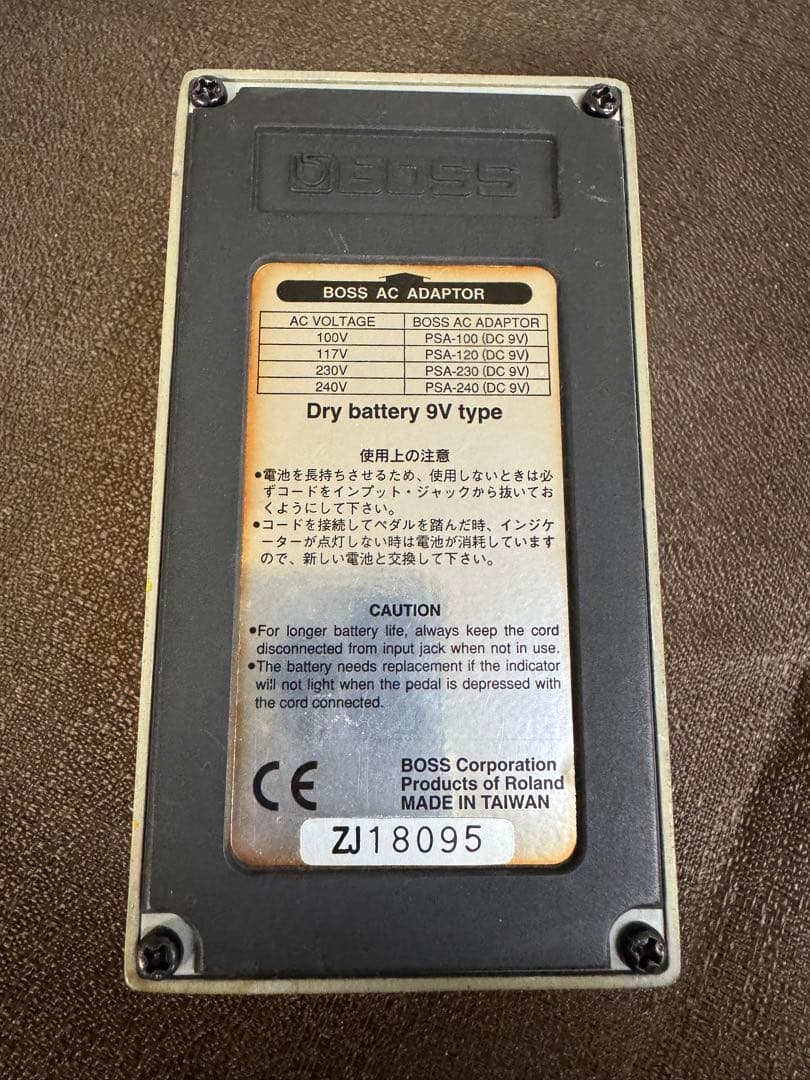 BOSS
BOSS AC ADAPTOR
AC VOLTAGE BOSS AC ADAPTOR
100V PSA-100 (DC 9V)
117V PSA-120 (DC 9V)
230V PSA-230 (DC 9V)
240V PSA-240 (DC 9V)
Dry battery 9V type
使用上の注意
●電池を長持ちさせるため、使用しないときは必
ずコードをインプット・ジャックから抜いてお
くようにして下さい。
●コードを接続してペダルを踏んだ時、インジケ
ーターが点灯しない時は電池が消耗しています
ので、新しい電池と交換して下さい。
CAUTION
●For longer battery life, always keep the cord
disconnected from input jack when not in use.
●The battery needs replacement if the indicator
will not light when the pedal is depressed with
the cord connected.
CE
BOSS Corporation
Products of Roland
MADE IN TAIWAN
ZJ18095